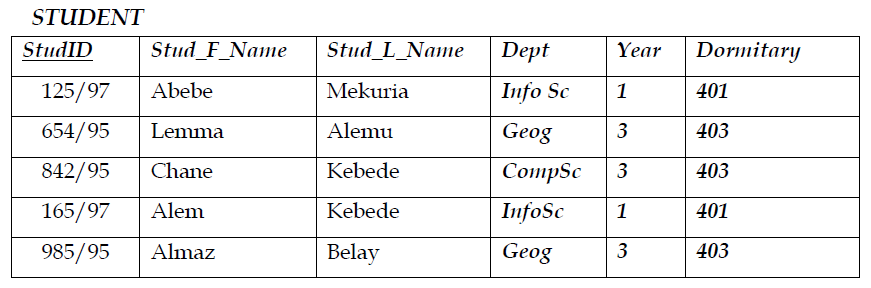 STUDENT
StudID Stud_F_Name Stud_L_Name Dept Year Dormitary
125/97 Abebe Mekuria Info Sc 1 401
654/95 Lemma Alemu Geog 3 403
842/95 Chane Kebede CompSc 3 403
165/97 Alem Kebede InfoSc 1 401
985/95 Almaz Belay Geog 3 403